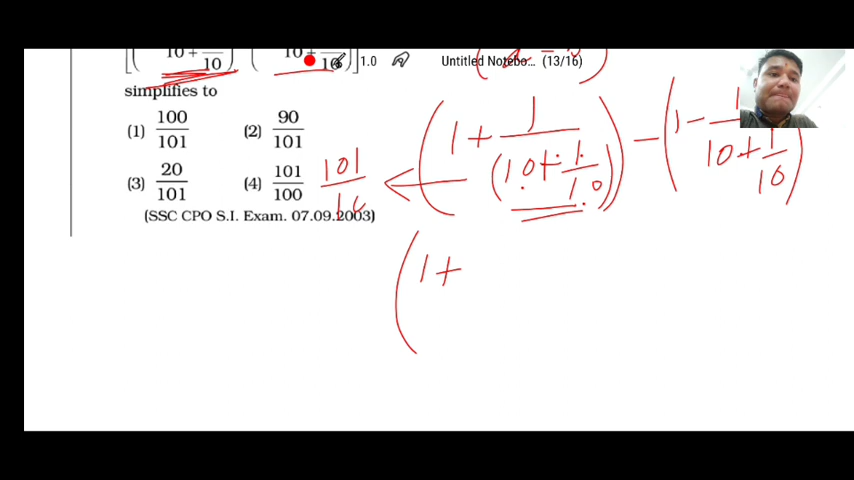 10 + 10 10 + 10 1.0 Untitled Notebo... (13/16)
simplifies to
(1) 100/101 (2) 90/101
(3) 20/101 (4) 101/100
(SSC CPO S.I. Exam. 07.09.2003)
(1 + 1/(10 + 1/10)) - (1 - 1/(10 + 1/10))
101/10
(1 +